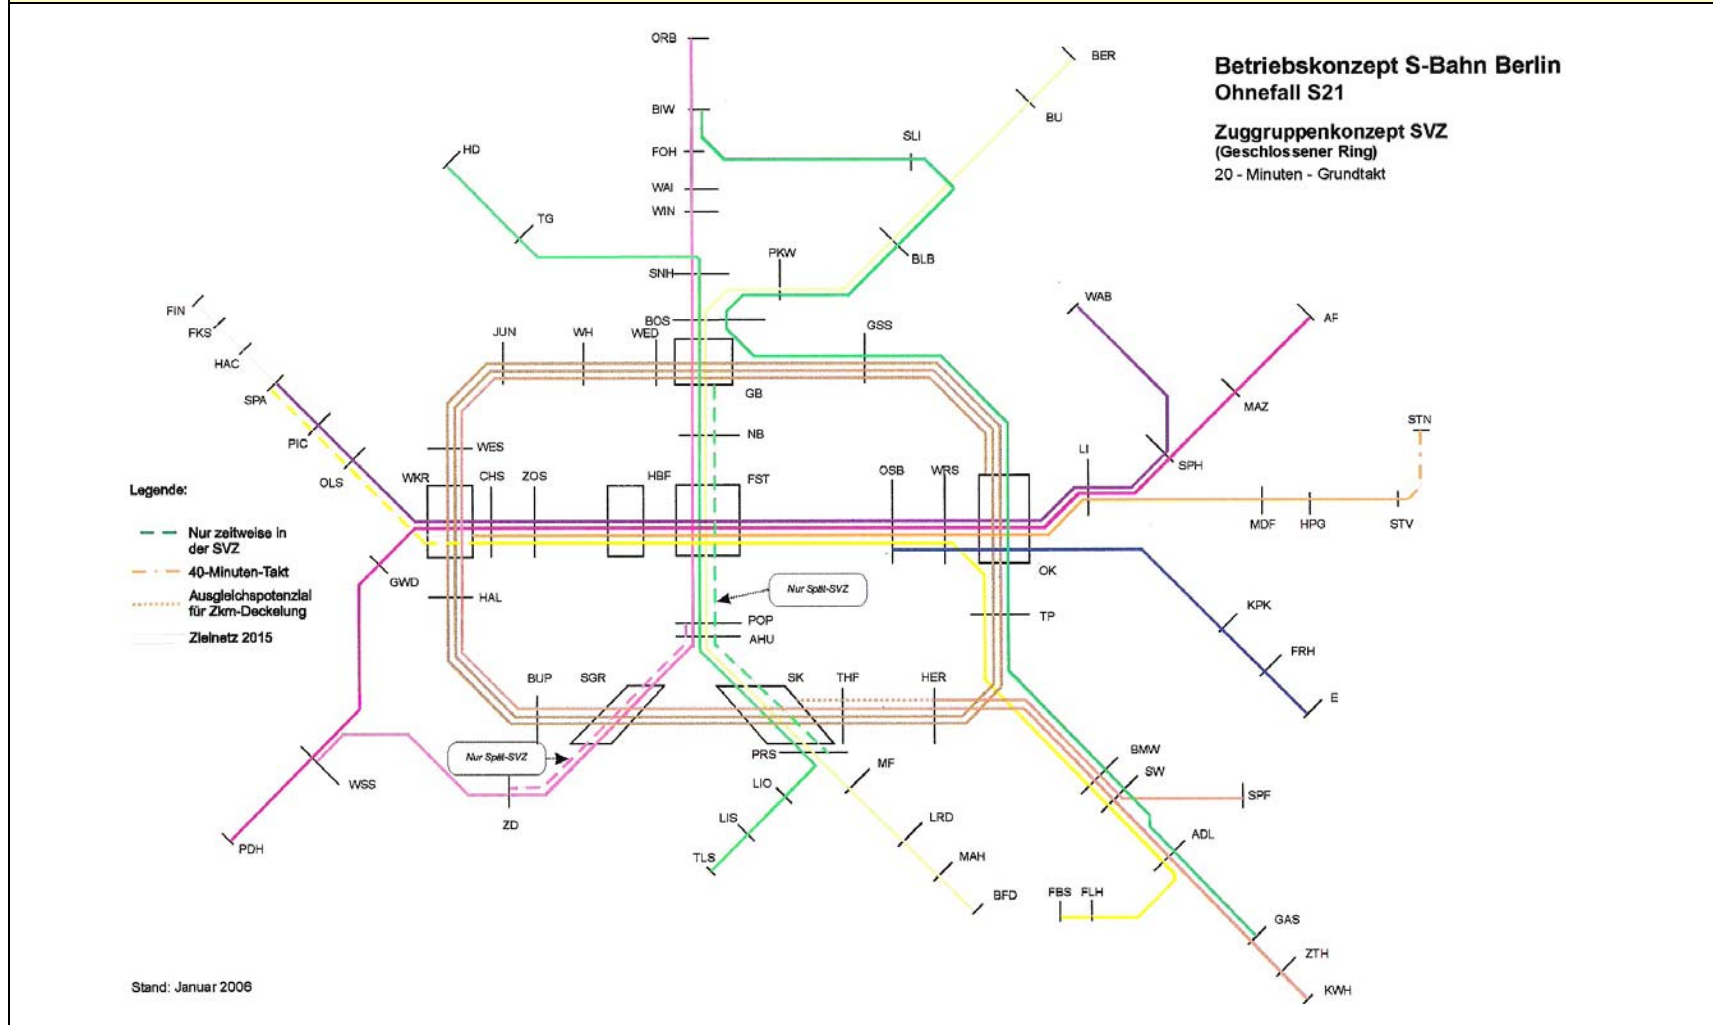 Betriebskonzept S-Bahn Berlin
Ohnefall S21
Zuggruppenkonzept SVZ
(Geschlossener Ring)
20 - Minuten - Grundtakt
ORB
BER
BU
BIW
SLI
FOH
HD
WAI
WIN
TG
PKW
BLB
SNH
WAB
FIN
BOS
AF
FKS
JUN
WH
WED
GSS
HAC
SPA
GB
MAZ
STN
PIC
NB
WES
LI
SPH
OLS
WKR
CHS
ZOS
HBF
FST
OSB
WRS
MDF
HPG
STV
Legende:
Nur zeitweise in
der SVZ
40-Minuten-Takt
Ausgleichspotenzial
für Zkm-Deckelung
Zielnetz 2015
GWD
OK
HAL
Nur Spät-SVZ
KPK
POP
TP
AHU
FRH
BUP
SGR
SK
THF
HER
E
Nur Spät-SVZ
PRS
MF
BMW
SW
WSS
LIO
SPF
ZD
LIS
LRD
ADL
PDH
TLS
MAH
BFD
FBS
FLH
GAS
ZTH
KWH
Stand: Januar 2006